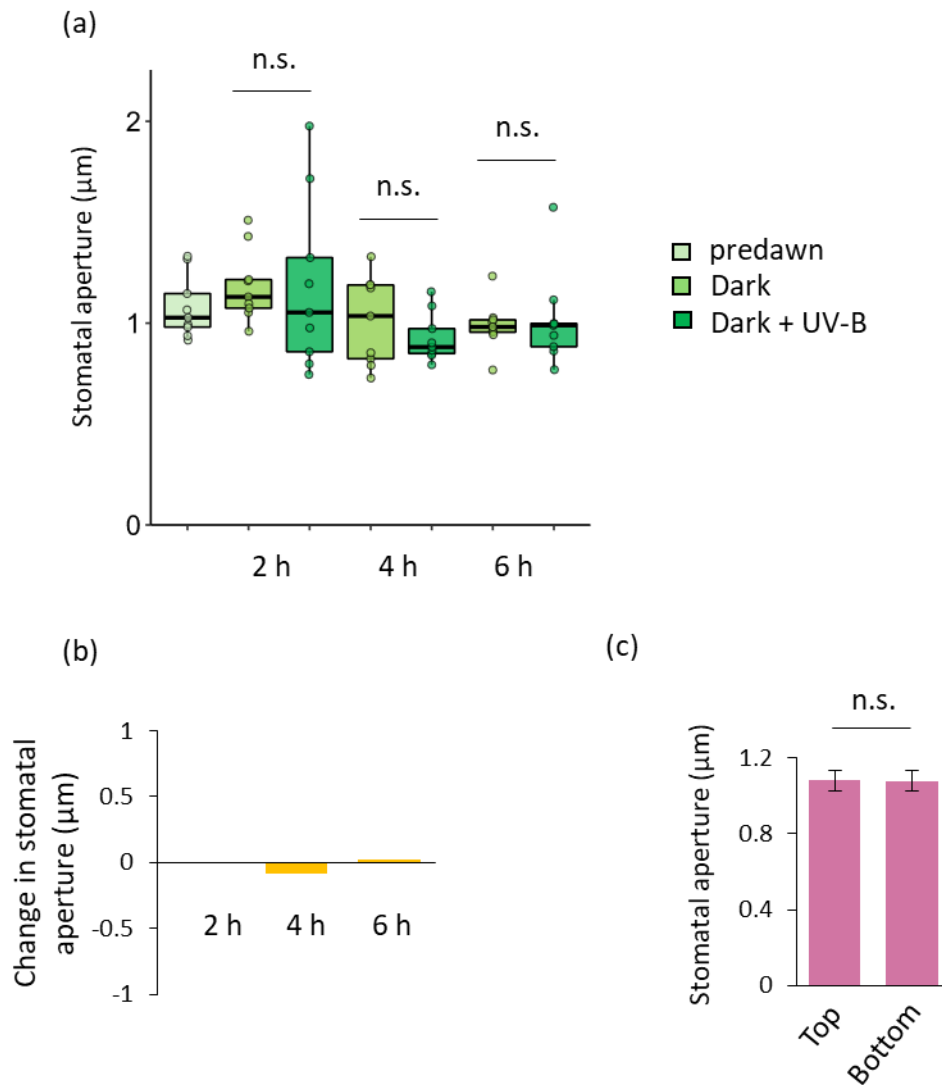 (a)
Stomatal aperture (µm)
2
1
0
n.s.
n.s.
n.s.
2 h
4 h
6 h
predawn
Dark
Dark + UV-B
(b)
Change in stomatal
aperture (µm)
1
0.5
0
-0.5
-1
2 h
4 h
6 h
(c)
Stomatal aperture (µm)
1.2
0.8
0.4
0
n.s.
Top
Bottom